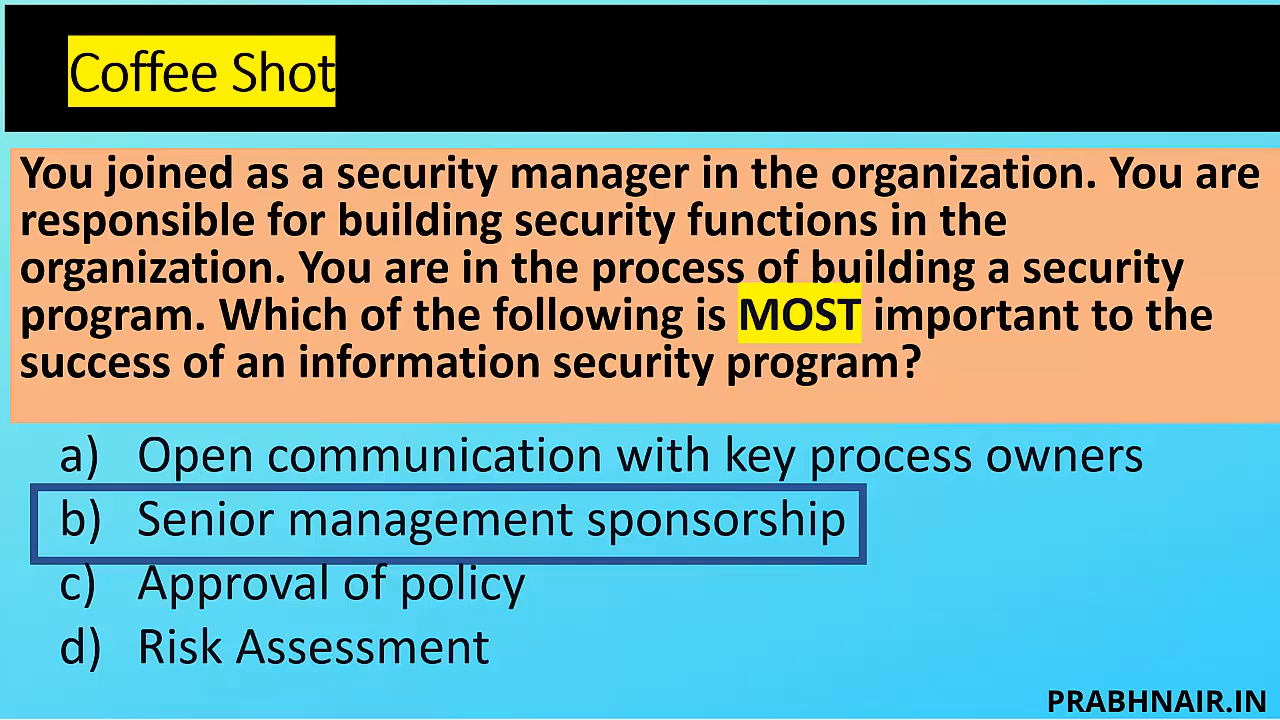 Coffee Shot
You joined as a security manager in the organization. You are
responsible for building security functions in the
organization. You are in the process of building a security
program. Which of the following is MOST important to the
success of an information security program?
a) Open communication with key process owners
b) Senior management sponsorship
c) Approval of policy
d) Risk Assessment
PRABHNAIR.IN